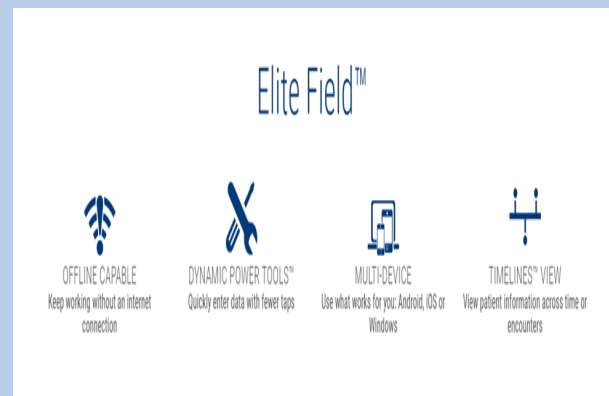 Elite Field™
OFFLINE CAPABLE
Keep working without an internet
connection
DYNAMIC POWER TOOLS™
Quickly enter data with fewer taps
MULTI-DEVICE
Use what works for you: Android, iOS or
Windows
TIMELINES™ VIEW
View patient information across time or
encounters